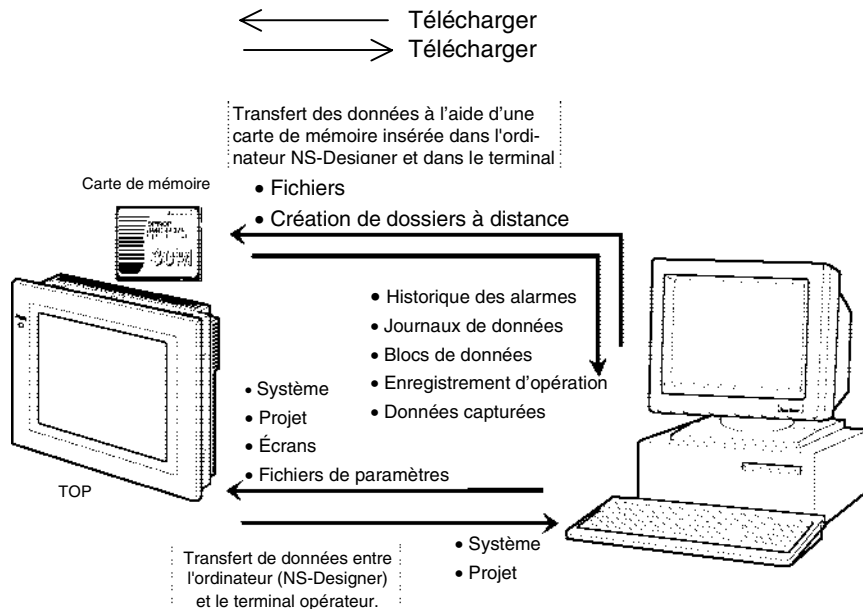 Télécharger
Télécharger
Transfert des données à l'aide d'une
carte de mémoire insérée dans l'ordi-
nateur NS-Designer et dans le terminal
Carte de mémoire
• Fichiers
• Création de dossiers à distance
• Historique des alarmes
• Journaux de données
• Blocs de données
• Enregistrement d'opération
• Données capturées
• Système
• Projet
• Écrans
• Fichiers de paramètres
TOP
Transfert de données entre
l'ordinateur (NS-Designer)
et le terminal opérateur.
• Système
• Projet